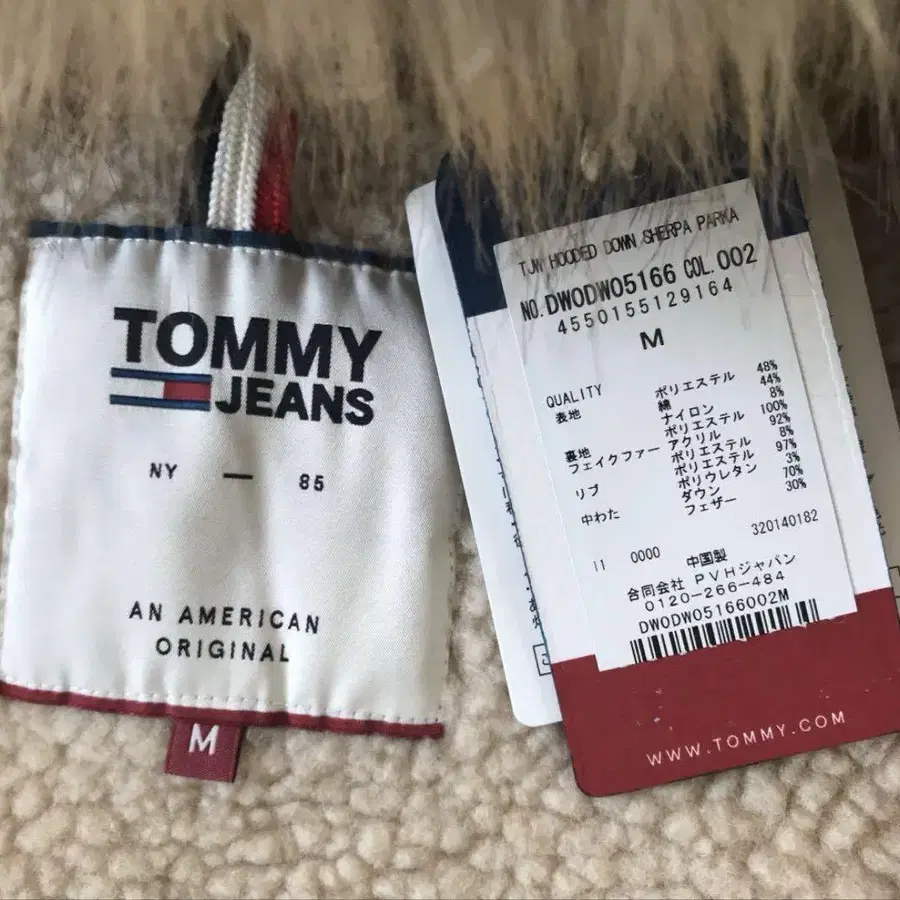 TOMMY
JEANS
NY — 85
AN AMERICAN
ORIGINAL
M
TJW HOODED DOWN SHERPA PARKA
NO.DW0DW05166 COL.002
4550155129164
M
QUALITY
表地 ポリエステル 48%
綿 44%
ナイロン 8%
裏地 ポリエステル 100%
フェイクファー アクリル 92%
ポリエステル 8%
リブ ポリエステル 97%
ポリウレタン 3%
中わた ダウン 70%
フェザー 30%
320140182
11 0000 中国製
合同会社 PVHジャパン
0120-266-484
DW0DW05166002M
WWW.TOMMY.COM